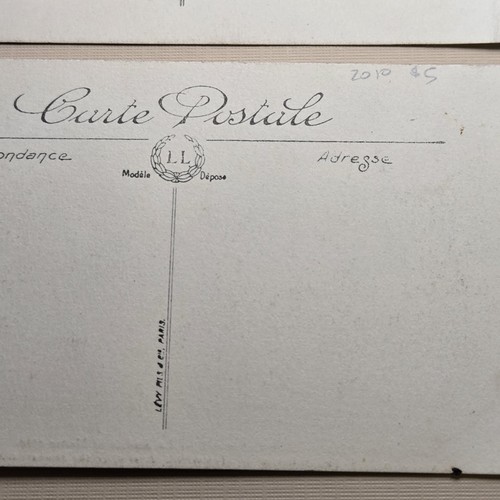 2010 $5
Carte Postale
ondance
LL
Adresse
Modèle Déposé
LÉVY FILS & Cie, PARIS.